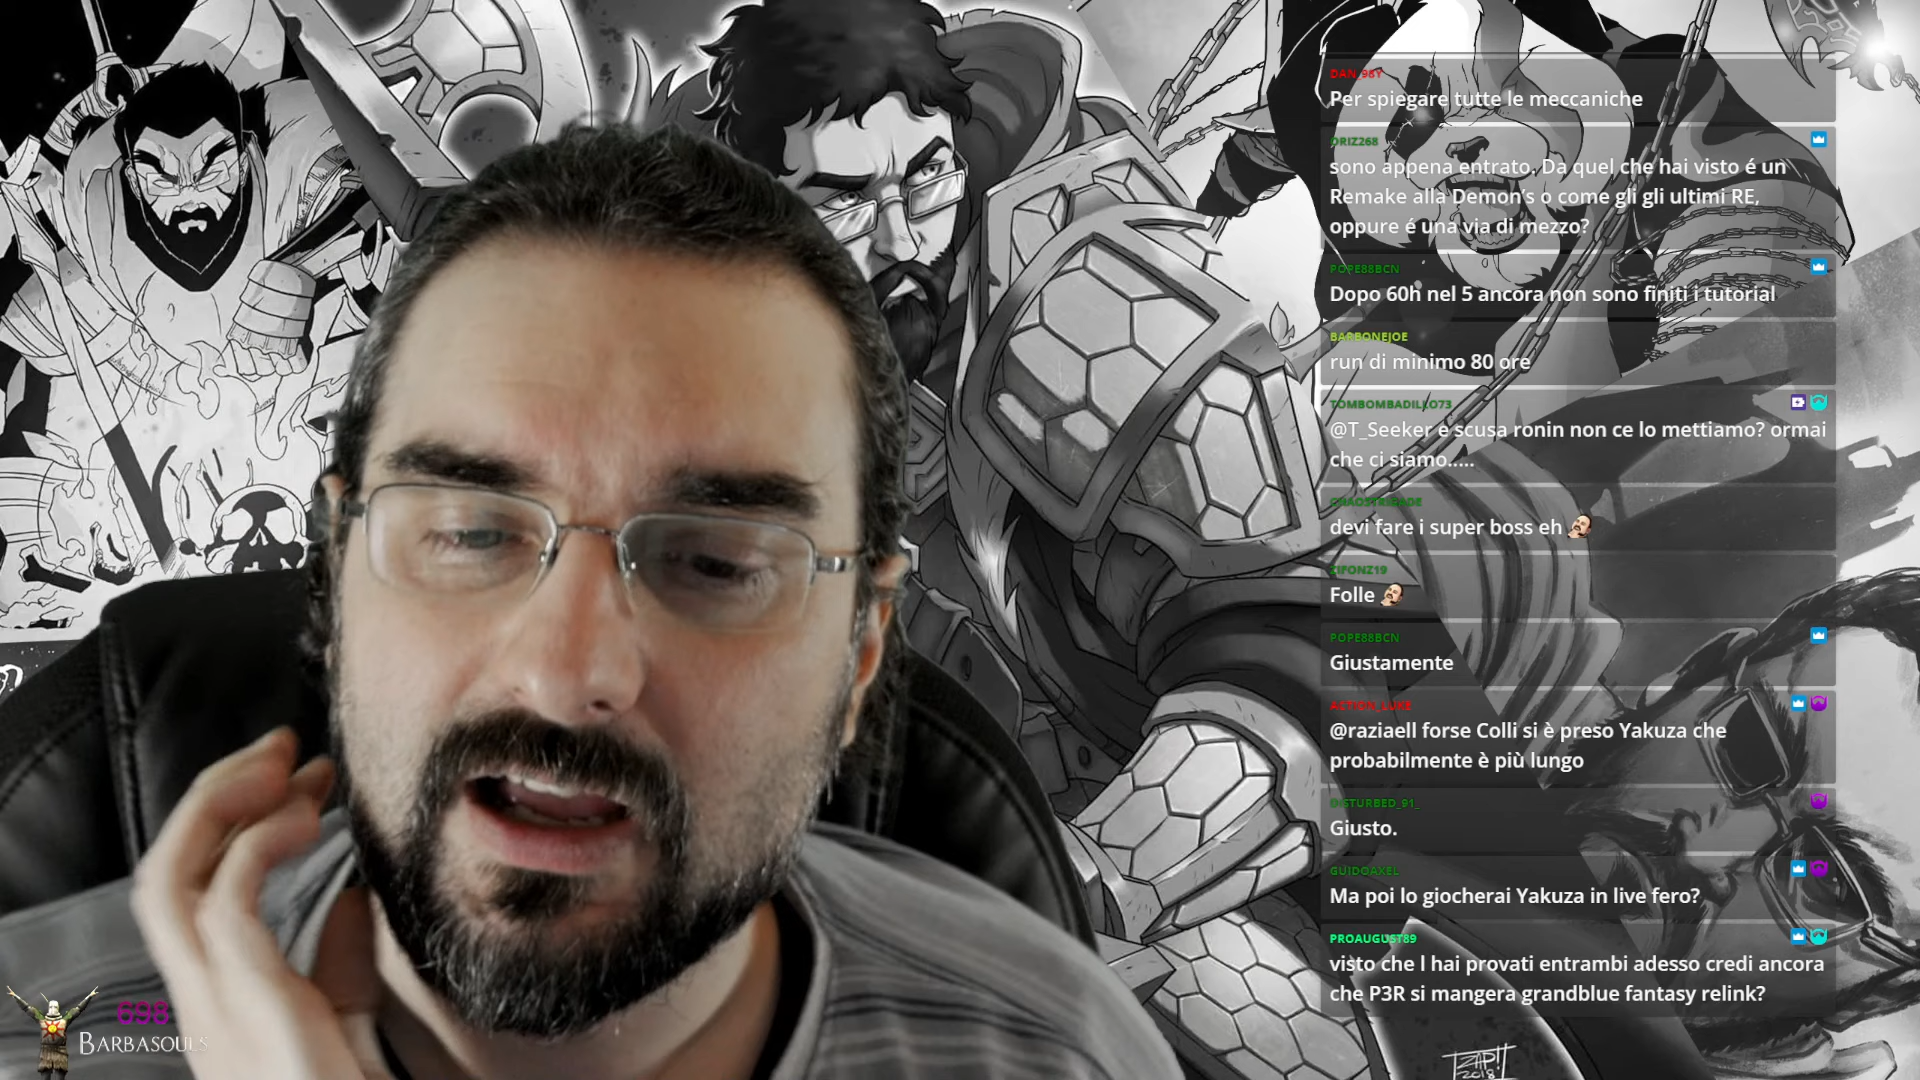 DAN_98Y
Per spiegare tutte le meccaniche
DRIZ268
sono appena entrato. Da quel che hai visto é un
Remake alla Demon's o come gli gli ultimi RE,
oppure é una via di mezzo?
POPE88BCN
Dopo 60h nel 5 ancora non sono finiti i tutorial
BARBONEJOE
run di minimo 80 ore
TOMBOMBADILLO73
@T_Seeker e scusa ronin non ce lo mettiamo? ormai
che ci siamo.....
devi fare i super boss eh
ZIFONZ19
Folle
POPE88BCN
Giustamente
ACTION_LUKE
@raziaell forse Colli si è preso Yakuza che
probabilmente è più lungo
DISTURBED_91_
Giusto.
GUIDOAXEL
Ma poi lo giocherai Yakuza in live fero?
PROAUGUST89
visto che l hai provati entrambi adesso credi ancora
che P3R si mangera grandblue fantasy relink?
698
BARBASOULS
ZAP!!
2018